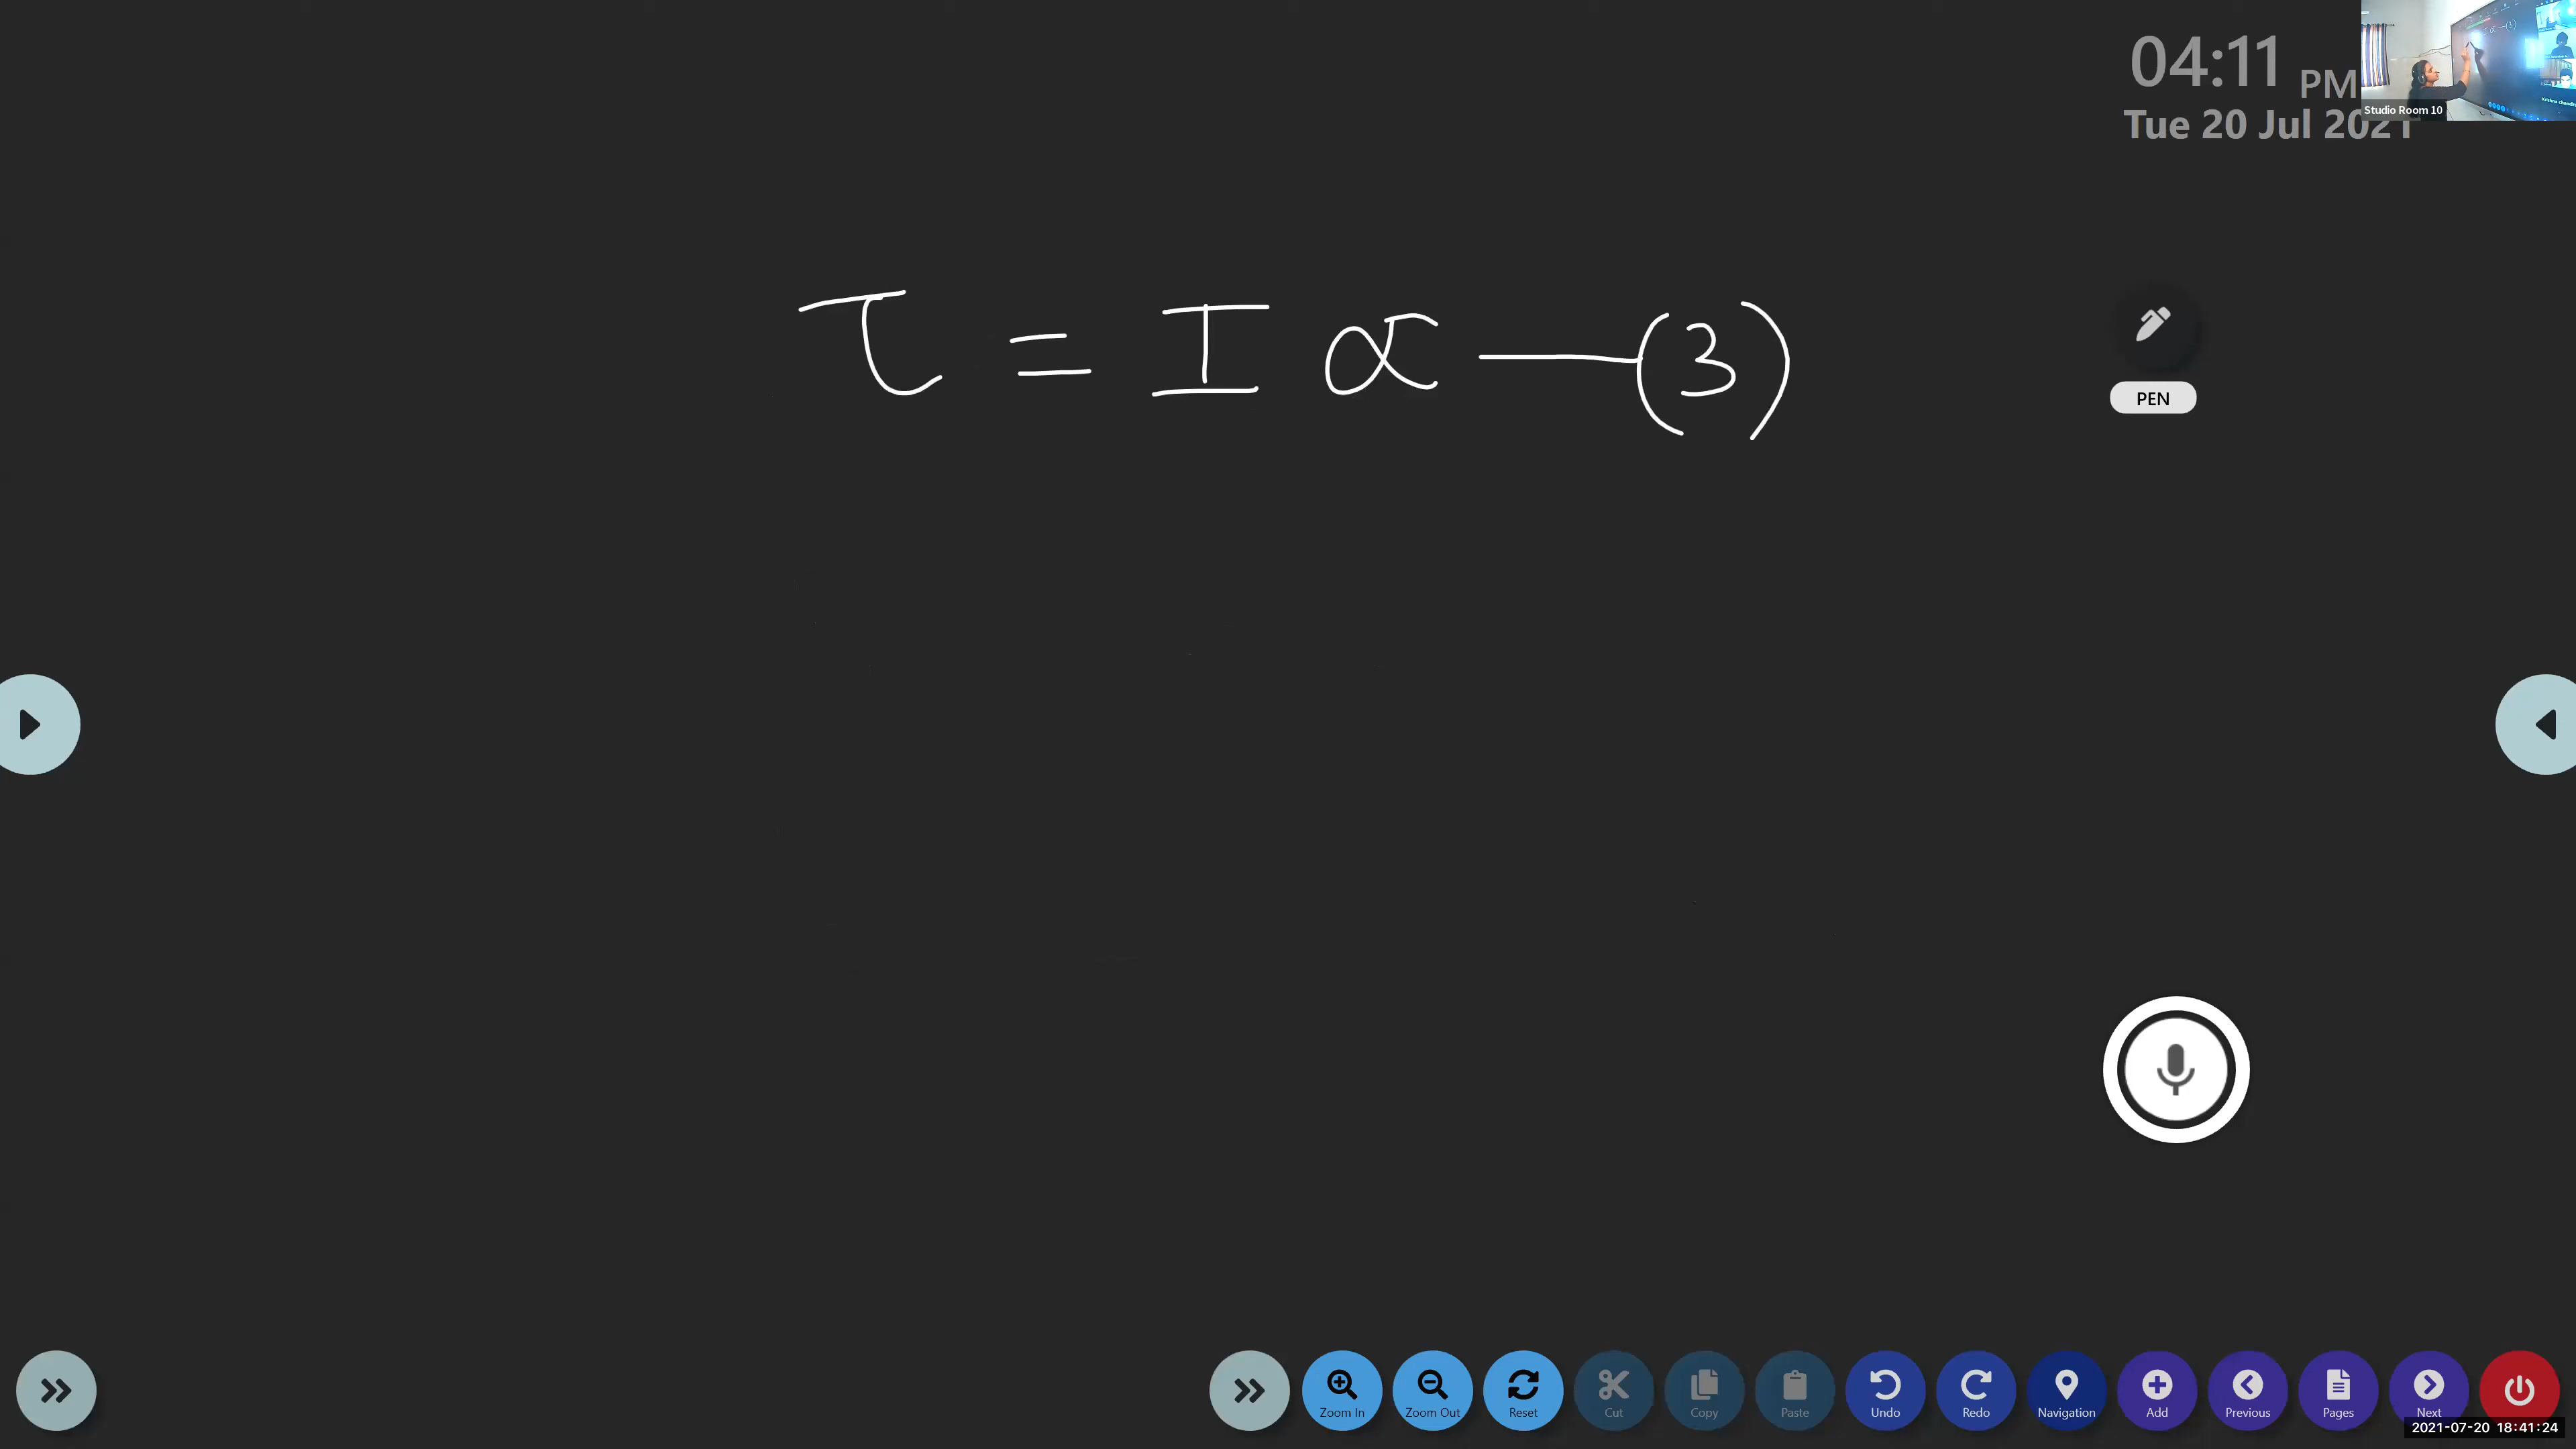 04:11 PM
Studio Room 10
Tue 20 Jul 2021
τ = I α —(3)
PEN
Zoom In
Zoom Out
Reset
Cut
Copy
Paste
Undo
Redo
Navigation
Add
Previous
Pages
Next
2021-07-20 18:41:24